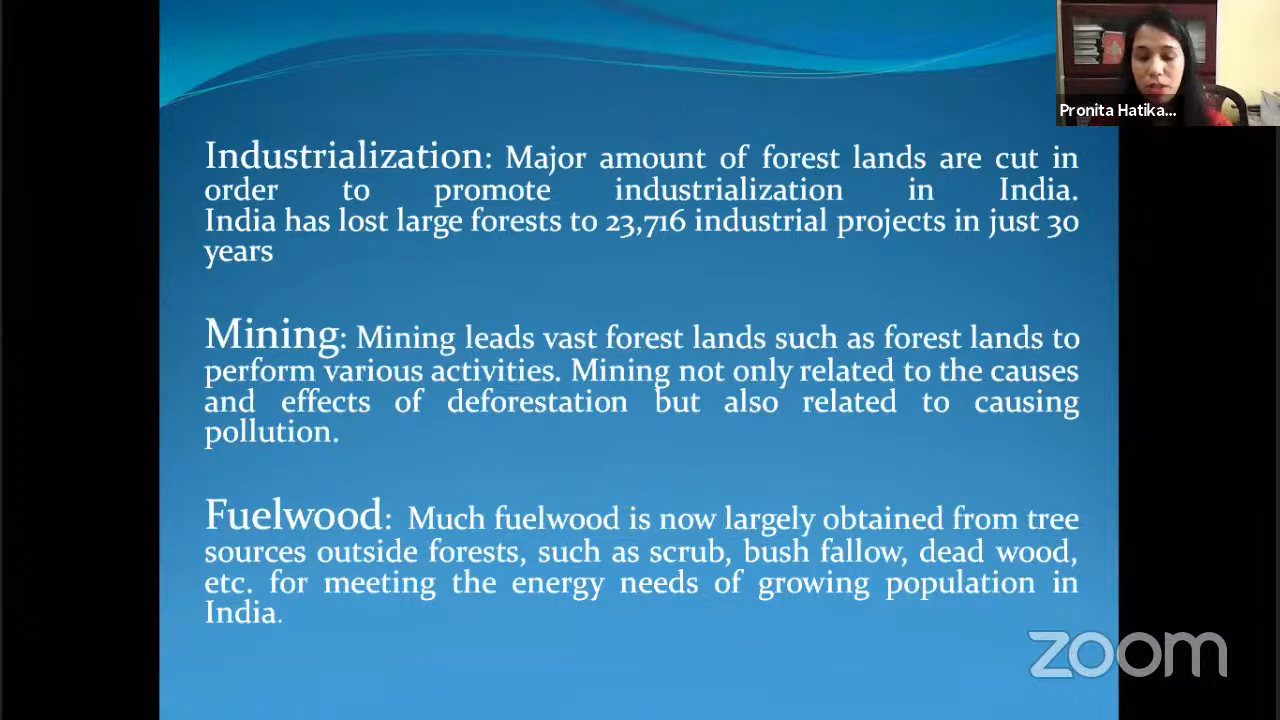 Pronita Hatika...
Industrialization: Major amount of forest lands are cut in
order to promote industrialization in India.
India has lost large forests to 23,716 industrial projects in just 30
years
Mining: Mining leads vast forest lands such as forest lands to
perform various activities. Mining not only related to the causes
and effects of deforestation but also related to causing
pollution.
Fuelwood: Much fuelwood is now largely obtained from tree
sources outside forests, such as scrub, bush fallow, dead wood,
etc. for meeting the energy needs of growing population in
India.
zoom